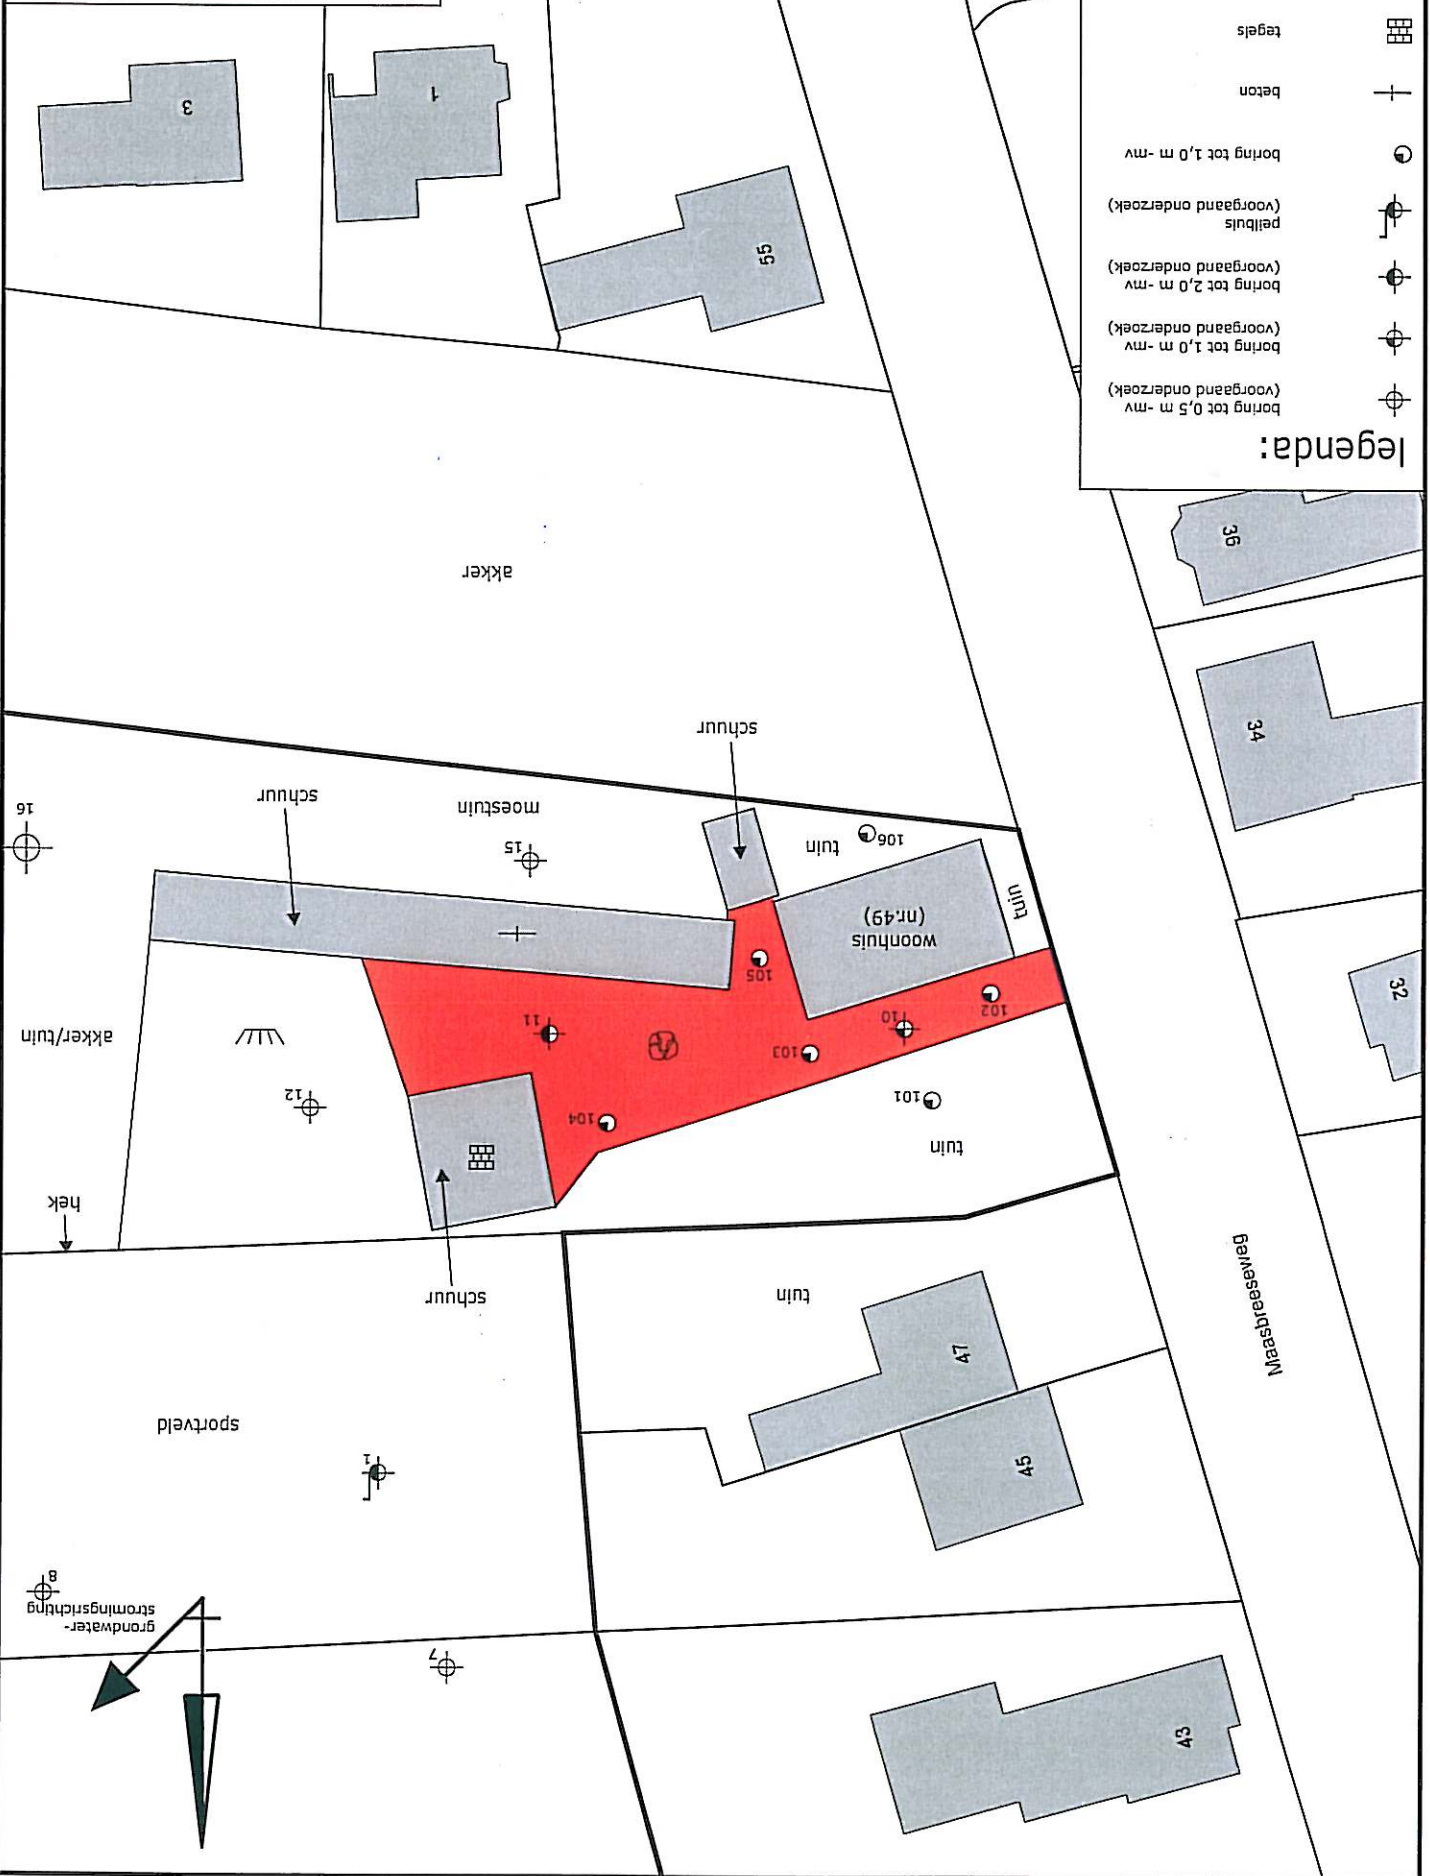 43
7
grondwater-
stromingsrichting
8
1
sportveld
45
47
Maasbreeseweg
tuin
schuur
hek
tuin
101
104
12
103
10
102
11
akker/tuin
105
32
woonhuis
(nr.49)
tuin
tuin
106
15
moestuin
16
schuur
schuur
34
akker
36
legenda:
boring tot 0,5 m -mv
(voorgaand onderzoek)
boring tot 1,0 m -mv
(voorgaand onderzoek)
boring tot 2,0 m -mv
(voorgaand onderzoek)
peilbuis
(voorgaand onderzoek)
boring tot 1,0 m -mv
beton
tegels
55
1
3